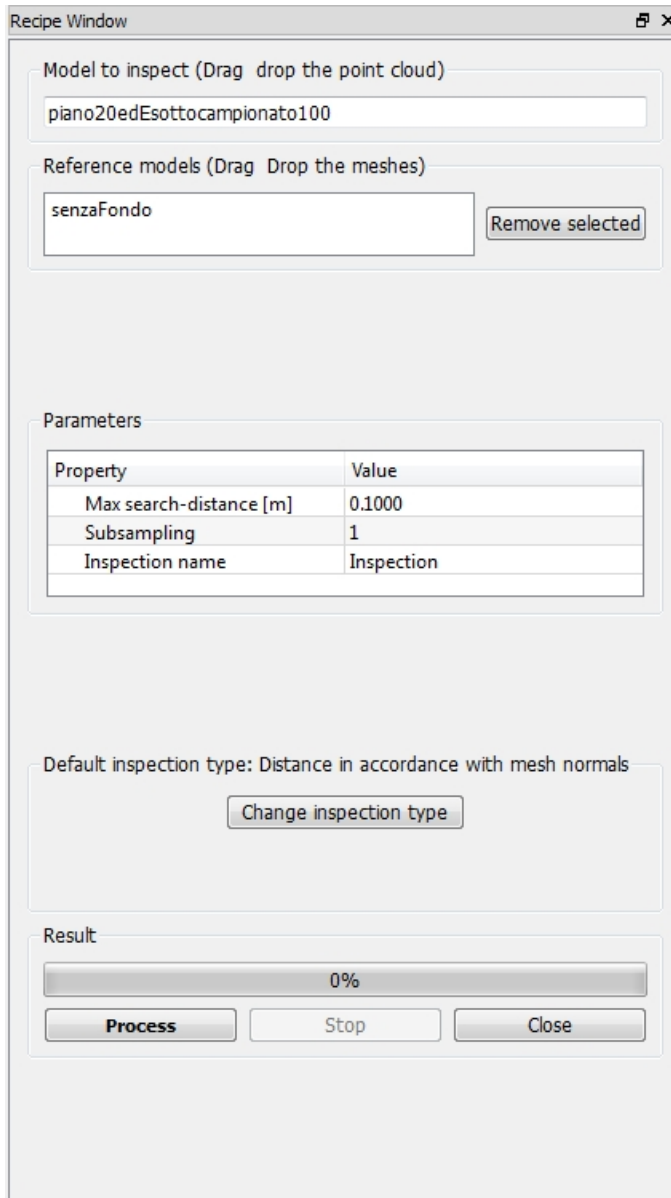 Recipe Window
Model to inspect (Drag  drop the point cloud)
piano20edEsottocampionato100
Reference models (Drag  Drop the meshes)
senzaFondo
Remove selected
Parameters
Property Value
Max search-distance [m] 0.1000
Subsampling 1
Inspection name Inspection
Default inspection type: Distance in accordance with mesh normals
Change inspection type
Result
0%
Process Stop Close